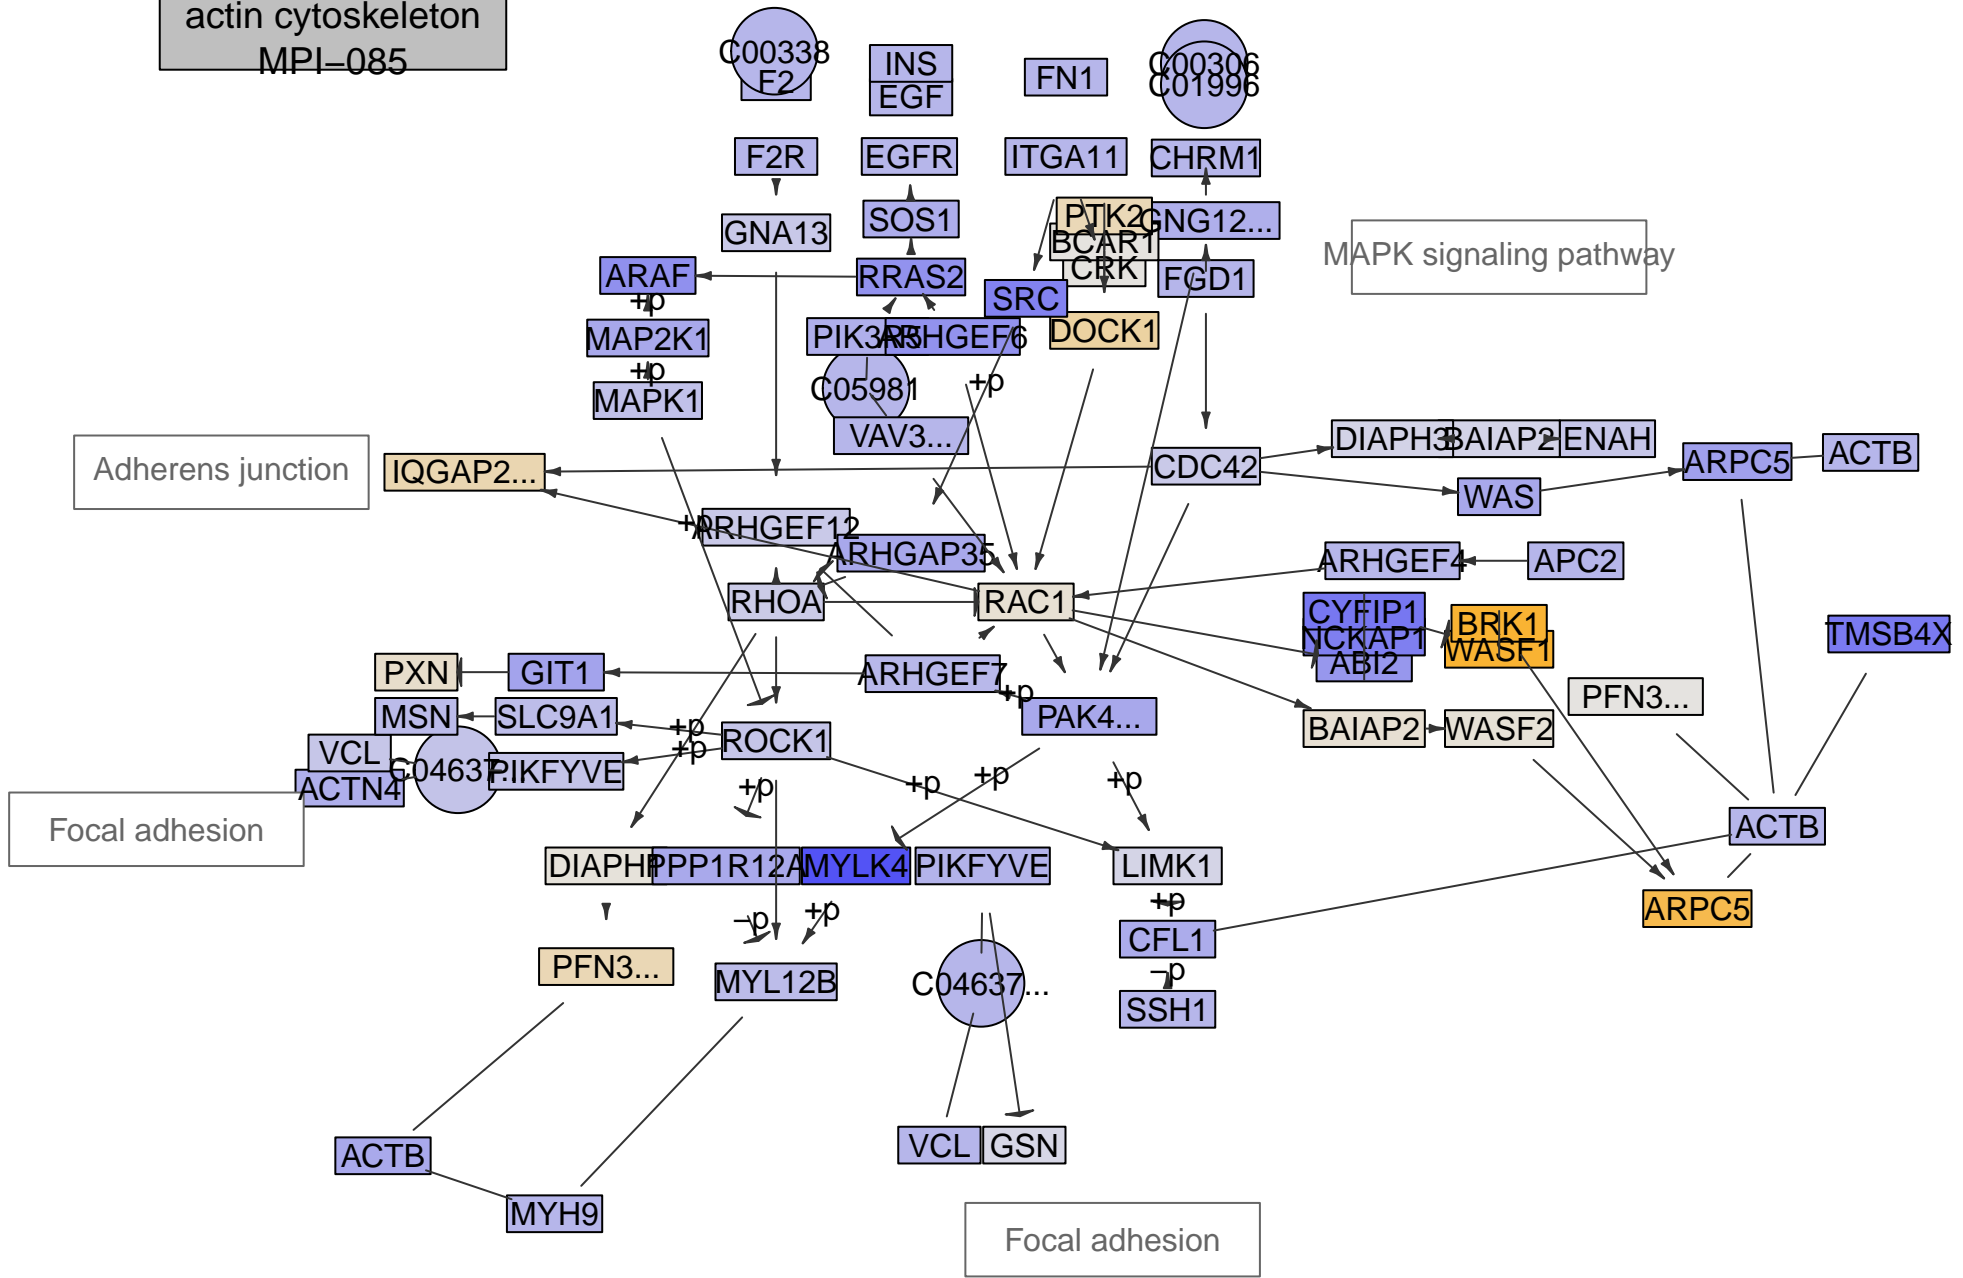 actin cytoskeleton
MPI−085
C00338
F2
INS
EGF
FN1
C00306
C01996
F2R
EGFR
ITGA11
CHRM1
GNA13
SOS1
PTK2
GNG12...
BCAR1
CRK
MAPK signaling pathway
ARAF
RRAS2
SRC
FGD1
+p
MAP2K1
PIK3R5
ARHGEF6
DOCK1
+p
MAPK1
C05981
+p
VAV3...
DIAPH3
BAIAP2
ENAH
ARPC5
ACTB
Adherens junction
IQGAP2...
CDC42
WAS
+p
ARHGEF12
ARHGAP35
ARHGEF4
APC2
RHOA
RAC1
CYFIP1
NCKAP1
ABI2
BRK1
WASF1
TMSB4X
PXN
GIT1
ARHGEF7
+p
PFN3...
MSN
SLC9A1
+p
PAK4...
BAIAP2
WASF2
VCL
C04637...
PIKFYVE
+p
ROCK1
ACTN4
+p
+p
+p
+p
Focal adhesion
ACTB
PPP1R12A
MYLK4
PIKFYVE
LIMK1
−p
+p
+p
ARPC5
CFL1
PFN3...
MYL12B
C04637...
−p
SSH1
ACTB
VCL
GSN
MYH9
Focal adhesion